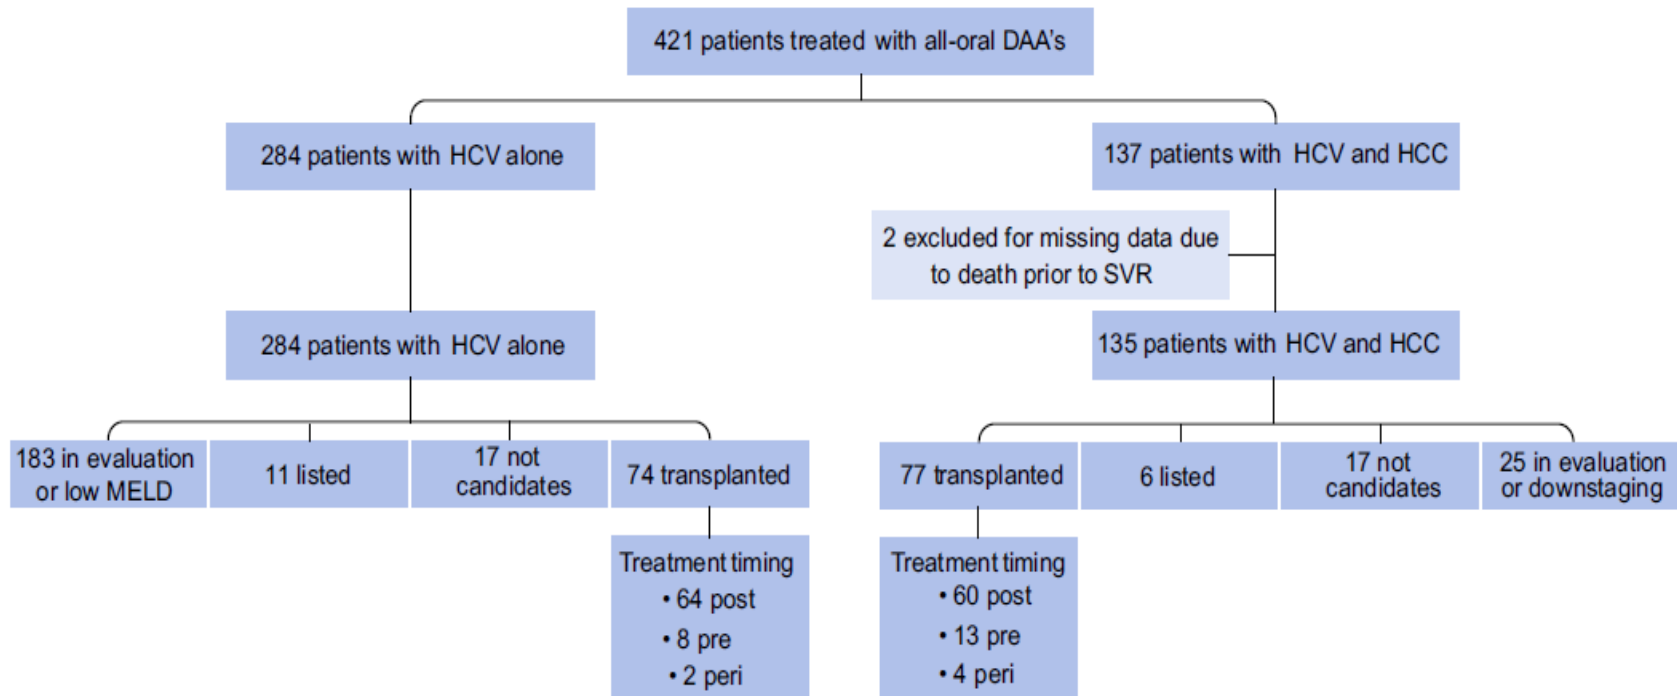 421 patients treated with all-oral DAA's
284 patients with HCV alone
137 patients with HCV and HCC
2 excluded for missing data due
to death prior to SVR
284 patients with HCV alone
135 patients with HCV and HCC
183 in evaluation
or low MELD
11 listed
17 not
candidates
74 transplanted
77 transplanted
6 listed
17 not
candidates
25 in evaluation
or downstaging
Treatment timing
• 64 post
• 8 pre
• 2 peri
Treatment timing
• 60 post
• 13 pre
• 4 peri